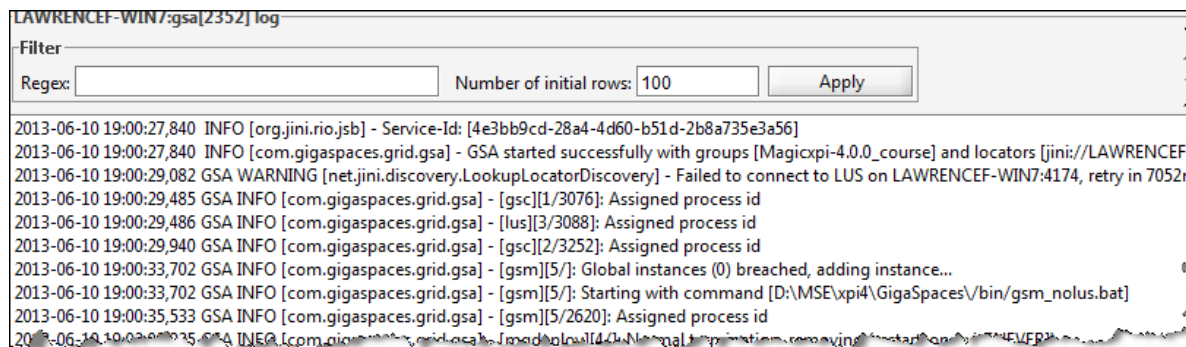 LAWRENCEF-WIN7:gsa[2352] log
Filter
Regex: Number of initial rows: 100 Apply
2013-06-10 19:00:27,840 INFO [org.jini.rio.jsb] - Service-Id: [4e3bb9cd-28a4-4d60-b51d-2b8a735e3a56]
2013-06-10 19:00:27,840 INFO [com.gigaspaces.grid.gsa] - GSA started successfully with groups [Magicxpi-4.0.0_course] and locators [jini://LAWRENCEF
2013-06-10 19:00:29,082 GSA WARNING [net.jini.discovery.LookupLocatorDiscovery] - Failed to connect to LUS on LAWRENCEF-WIN7:4174, retry in 7052
2013-06-10 19:00:29,485 GSA INFO [com.gigaspaces.grid.gsa] - [gsc][1/3076]: Assigned process id
2013-06-10 19:00:29,486 GSA INFO [com.gigaspaces.grid.gsa] - [lus][3/3088]: Assigned process id
2013-06-10 19:00:29,940 GSA INFO [com.gigaspaces.grid.gsa] - [gsc][2/3252]: Assigned process id
2013-06-10 19:00:33,702 GSA INFO [com.gigaspaces.grid.gsa] - [gsm][5/]: Global instances (0) breached, adding instance...
2013-06-10 19:00:33,702 GSA INFO [com.gigaspaces.grid.gsa] - [gsm][5/]: Starting with command [D:\MSE\xpi4\GigaSpaces\/bin/gsm_nolus.bat]
2013-06-10 19:00:35,533 GSA INFO [com.gigaspaces.grid.gsa] - [gsm][5/2620]: Assigned process id